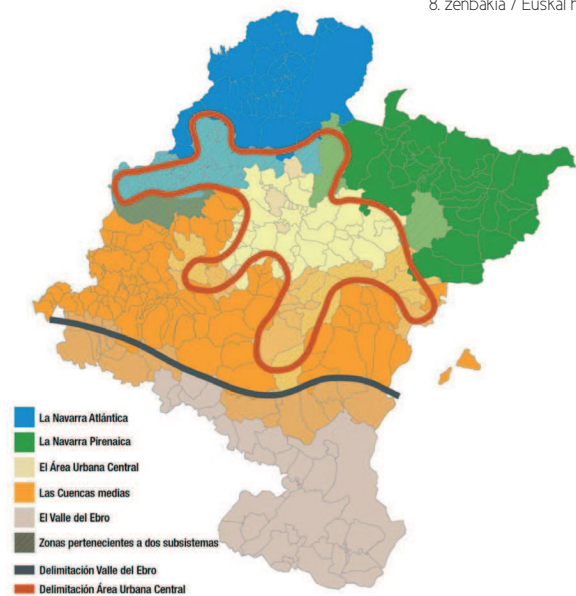 8. zenbakia / Euskal
La Navarra Atlántica
La Navarra Pirenaica
El Área Urbana Central
Las Cuencas medias
El Valle del Ebro
Zonas pertenecientes a dos subsistemas
Delimitación Valle del Ebro
Delimitación Área Urbana Central